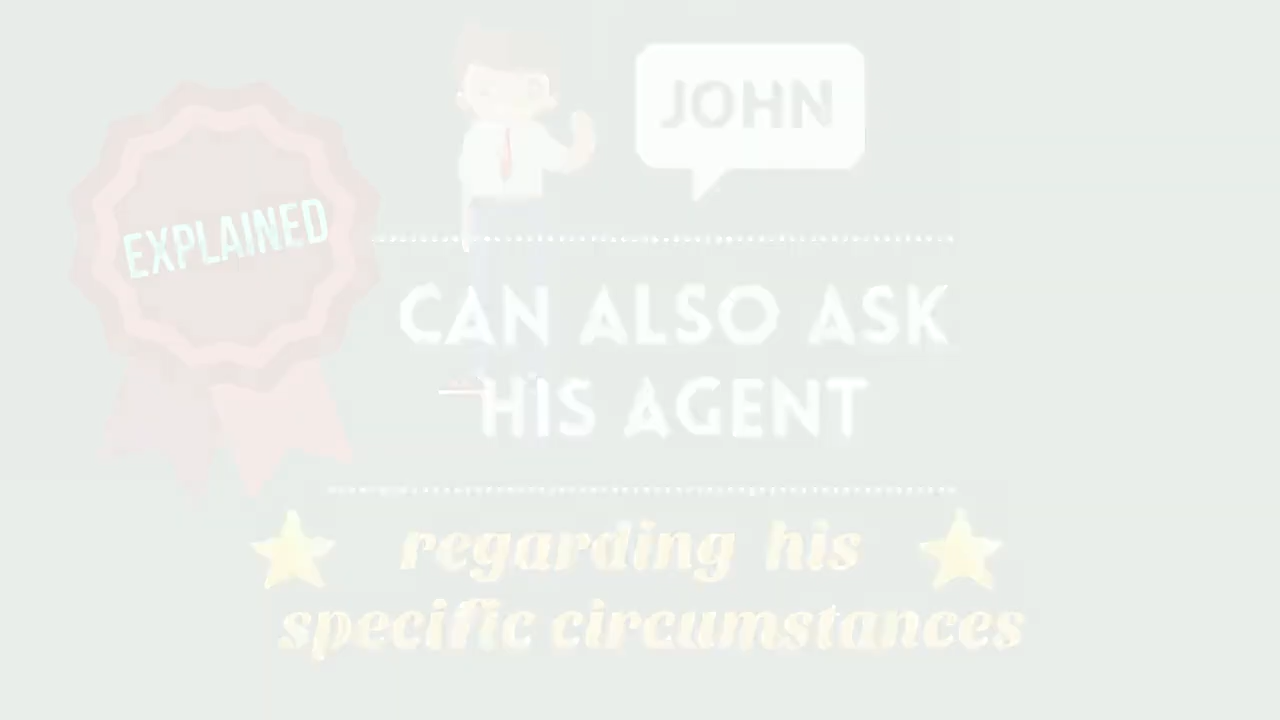 JOHN
EXPLAINED
CAN ALSO ASK
HIS AGENT
regarding his
specific circumstances